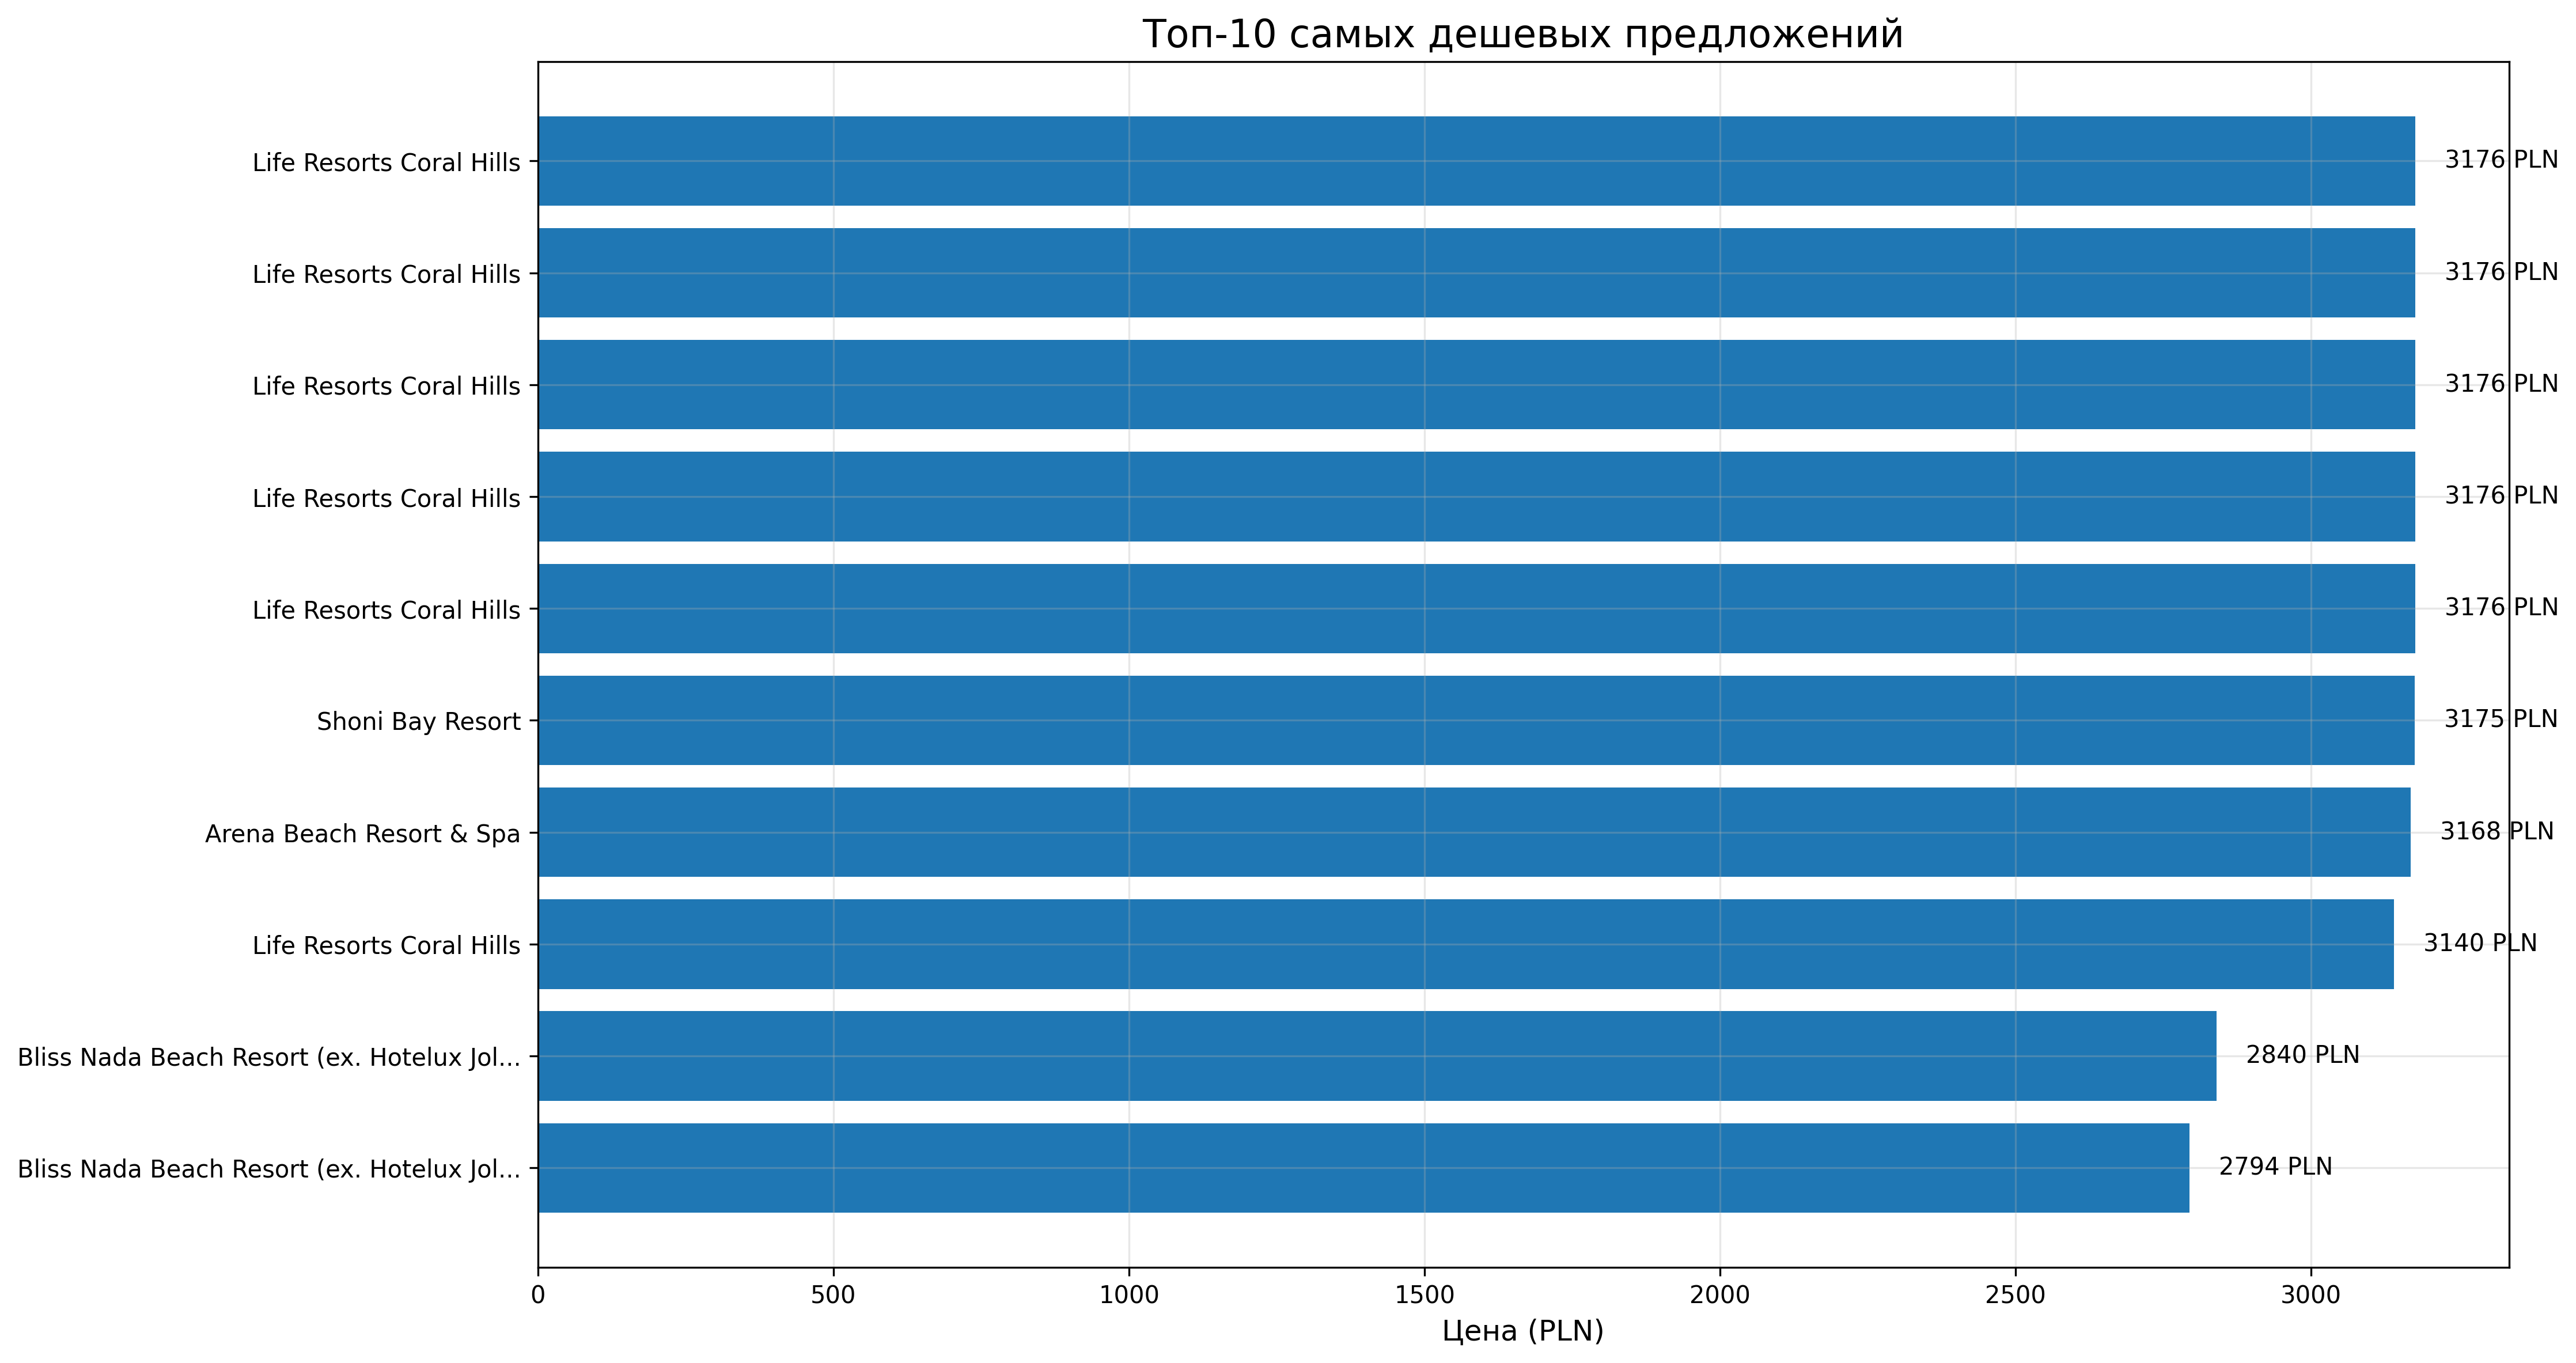 Топ-10 самых дешевых предложений
Life Resorts Coral Hills 3176 PLN
Life Resorts Coral Hills 3176 PLN
Life Resorts Coral Hills 3176 PLN
Life Resorts Coral Hills 3176 PLN
Life Resorts Coral Hills 3176 PLN
Shoni Bay Resort 3175 PLN
Arena Beach Resort & Spa 3168 PLN
Life Resorts Coral Hills 3140 PLN
Bliss Nada Beach Resort (ex. Hotelux Jol... 2840 PLN
Bliss Nada Beach Resort (ex. Hotelux Jol... 2794 PLN
0 500 1000 1500 2000 2500 3000
Цена (PLN)